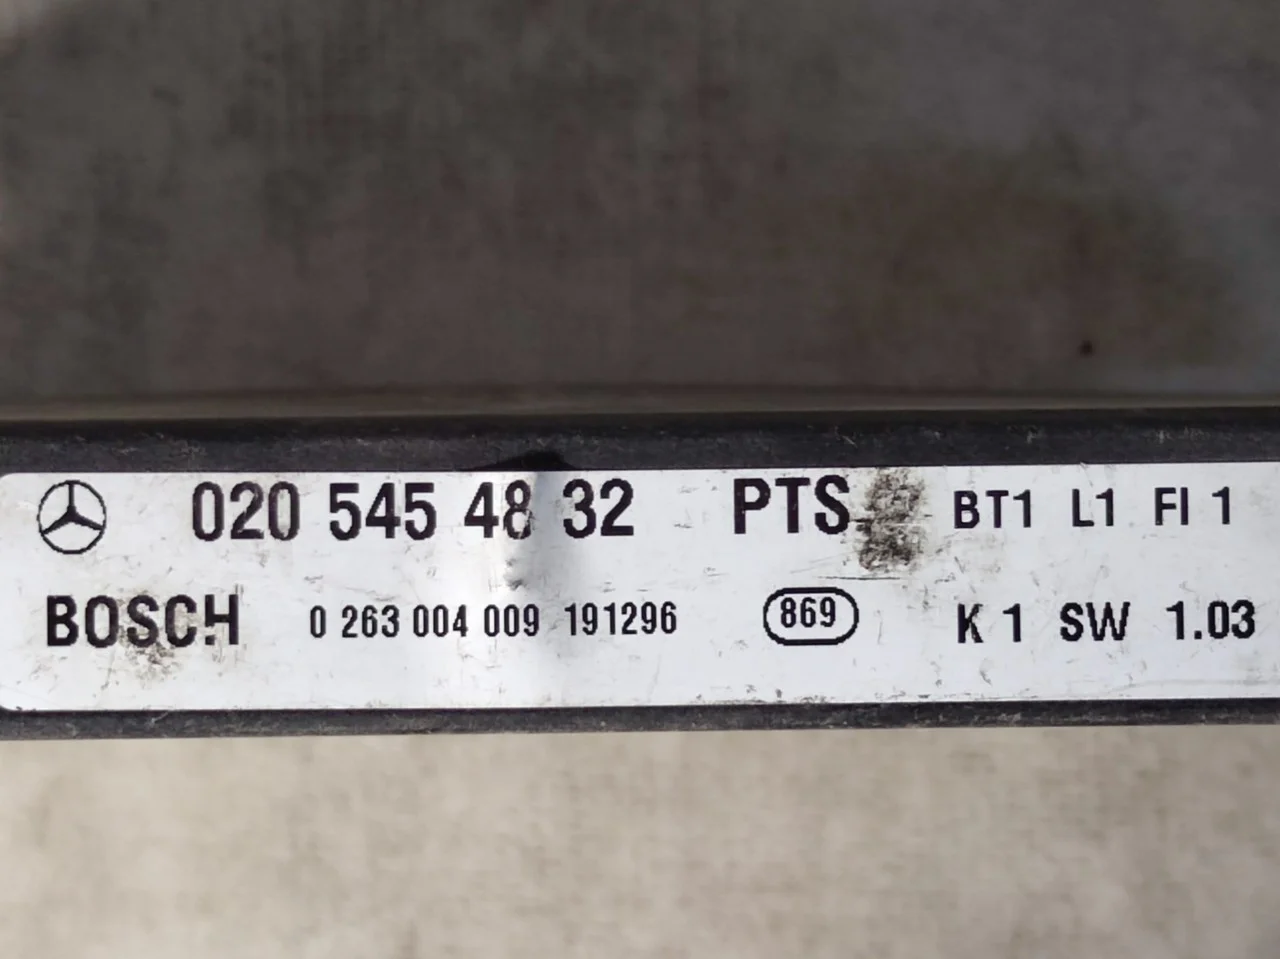 020 545 48 32 PTS BT1 L1 FI 1
BOSCH 0 263 004 009 191296 869 K 1 SW 1.03